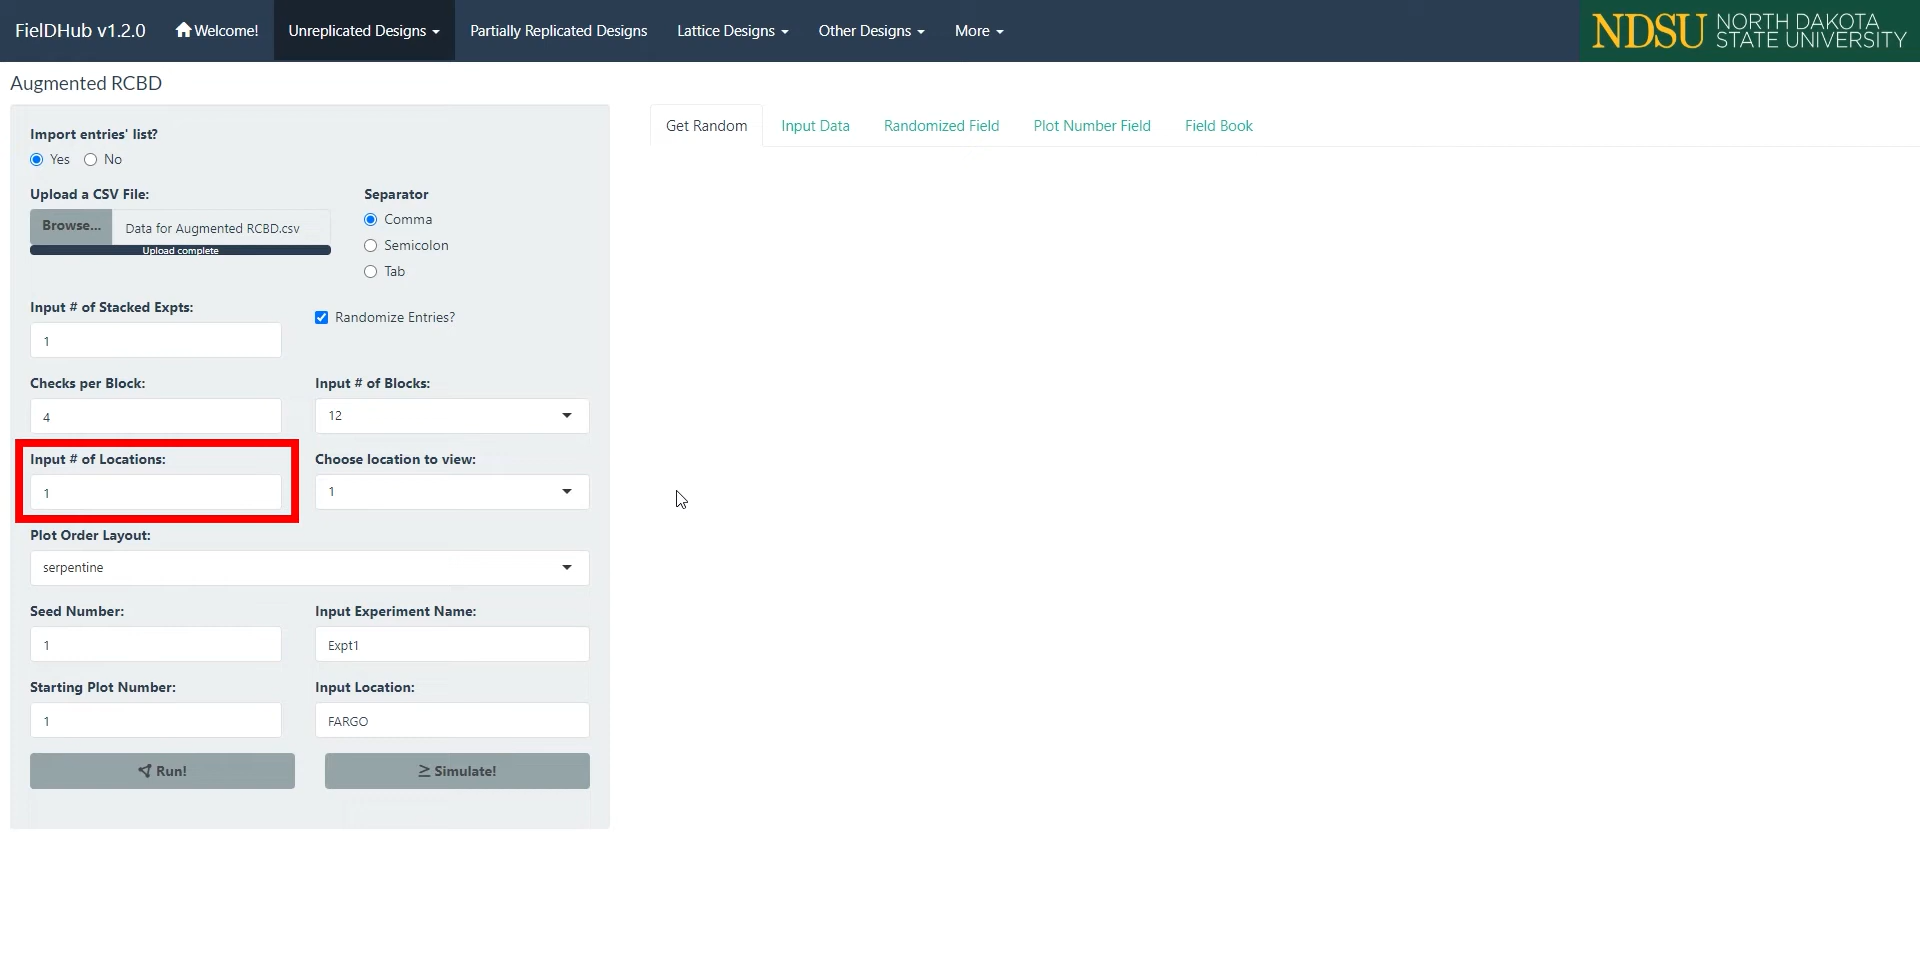 FielDHub v1.2.0 Welcome! Unreplicated Designs Partially Replicated Designs Lattice Designs Other Designs More NDSU NORTH DAKOTA
STATE UNIVERSITY
Augmented RCBD
Import entries' list?
Yes No
Upload a CSV File:
Browse... Data for Augmented RCBD.csv
Upload complete
Separator
Comma
Semicolon
Tab
Input # of Stacked Expts:
1
Randomize Entries?
Checks per Block:
4
Input # of Blocks:
12
Input # of Locations:
1
Choose location to view:
1
Plot Order Layout:
serpentine
Seed Number:
1
Input Experiment Name:
Expt1
Starting Plot Number:
1
Input Location:
FARGO
Run! Simulate!
Get Random Input Data Randomized Field Plot Number Field Field Book